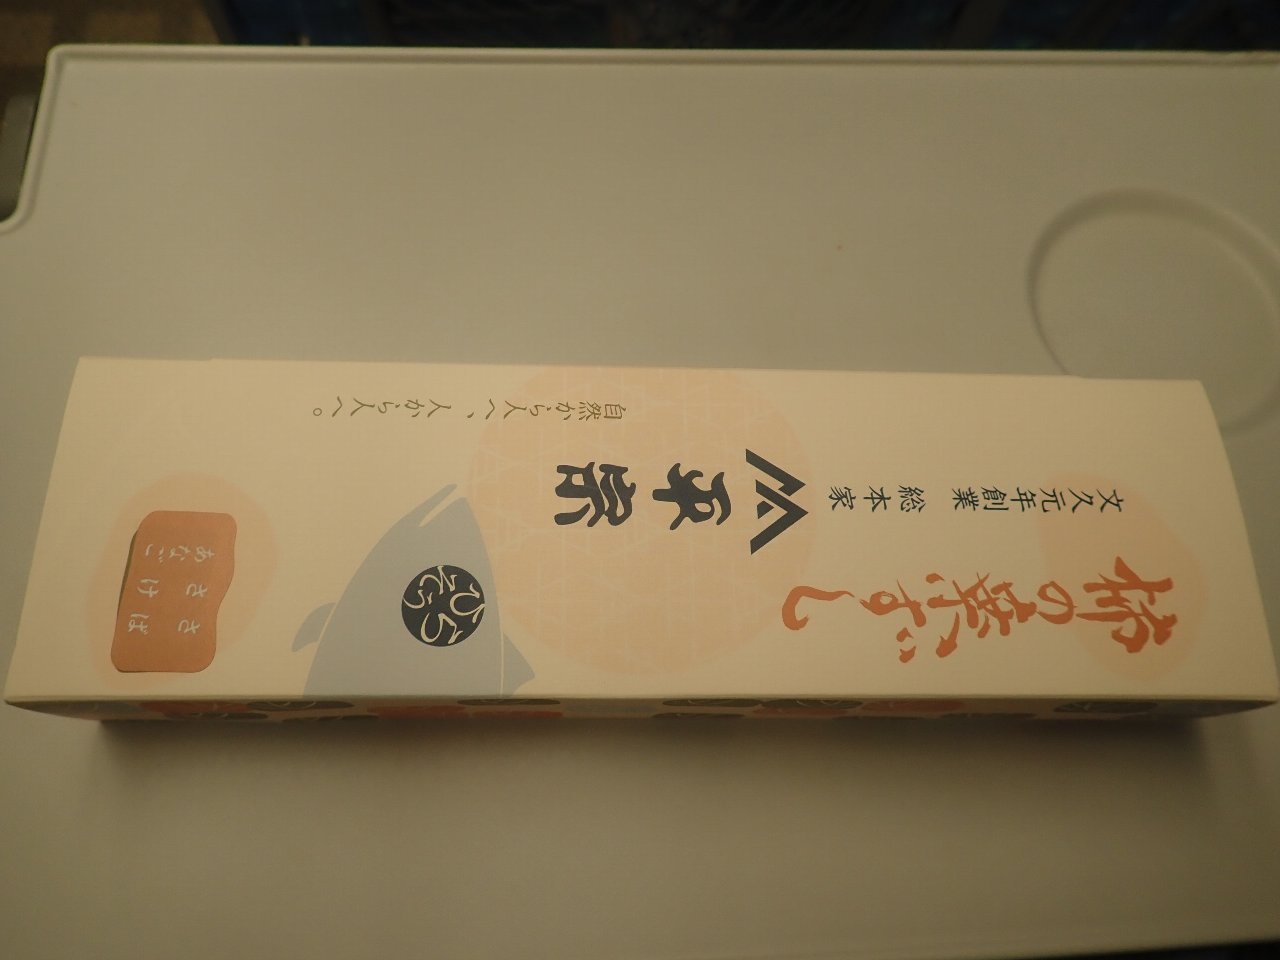 柿の葉ずし
文久元年創業 総本家
平宗
自然から人へ、人から人へ。
ひら
そう
さば
さけ
あなご